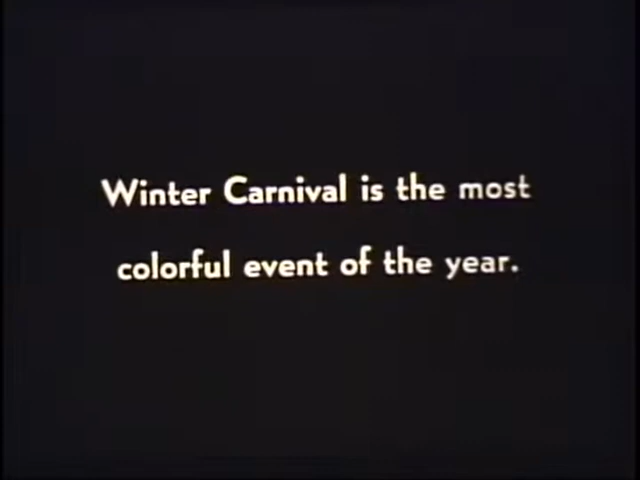 Winter Carnival is the most
colorful event of the year.